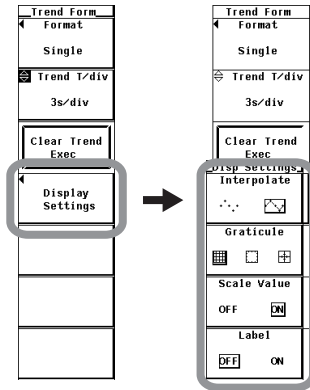 Trend Form
Format
Single
Trend T/div
3s/div
Clear Trend
Exec
Display
Settings
Trend Form
Format
Single
Trend T/div
3s/div
Clear Trend
Exec
Disp Settings
Interpolate
Graticule
Scale Value
OFF ON
Label
OFF ON